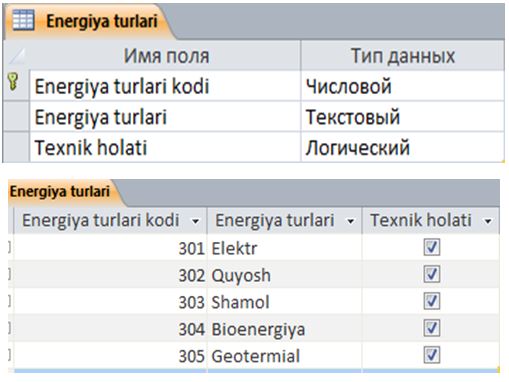 Energiya turlari
Имя поля Тип данных
Energiya turlari kodi Числовой
Energiya turlari Текстовый
Texnik holati Логический
Energiya turlari
Energiya turlari kodi Energiya turlari Texnik holati
301 Elektr
302 Quyosh
303 Shamol
304 Bioenergiya
305 Geotermial